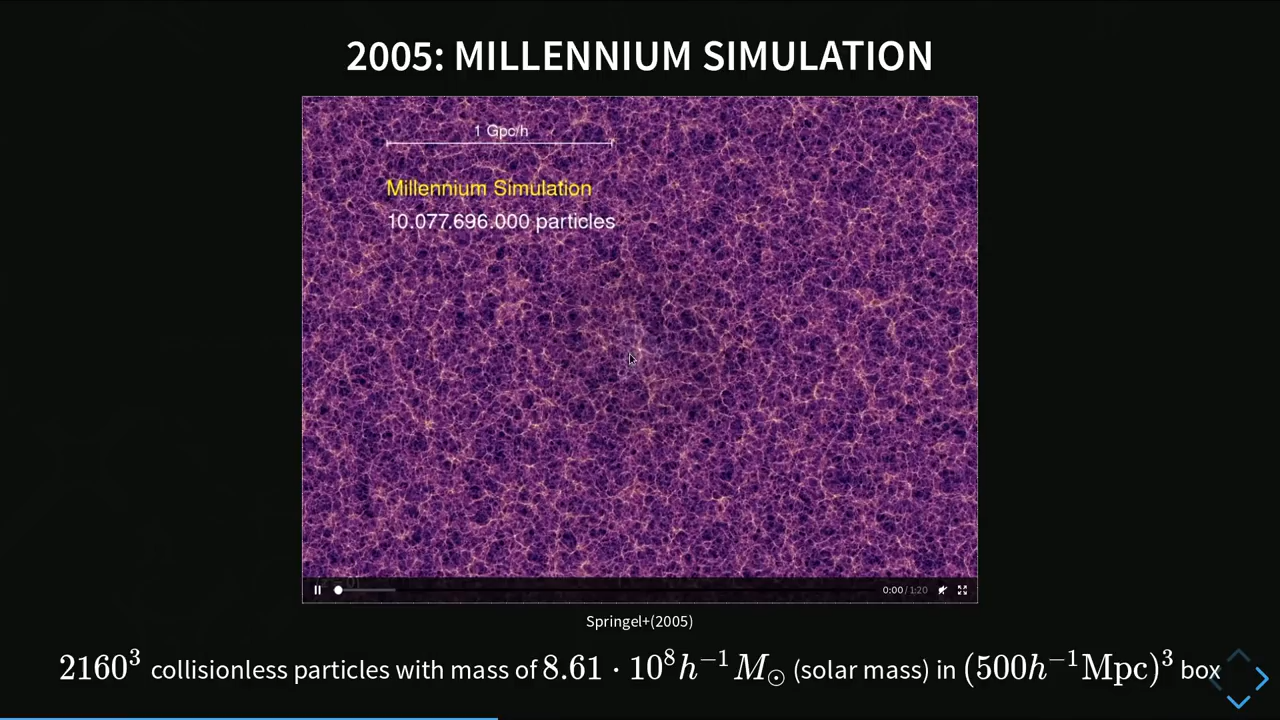 2005: MILLENNIUM SIMULATION
1 Gpc/h
Millennium Simulation
10.077.696.000 particles
0:00 / 1:20
Springel+(2005)
2160³ collisionless particles with mass of 8.61 · 10⁸h⁻¹M⊙ (solar mass) in (500h⁻¹Mpc)³ box